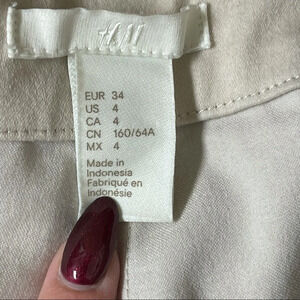 H&M
EUR 34
US 4
CA 4
CN 160/64A
MX 4
Made in
Indonesia
Fabriqué en
Indonésie